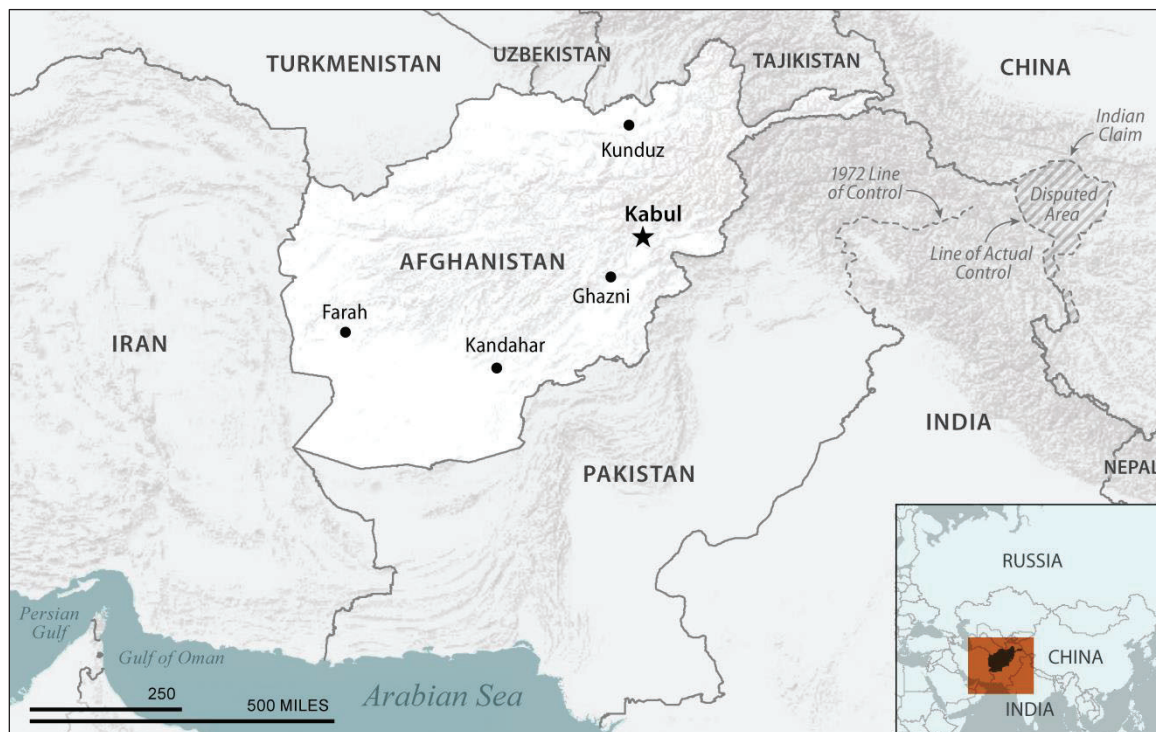 TURKMENISTAN
UZBEKISTAN
TAJIKISTAN
CHINA
Indian
Claim
Kunduz
1972 Line
of Control
Disputed
Area
Kabul
Line of Actual
Control
AFGHANISTAN
Ghazni
Farah
Kandahar
IRAN
INDIA
PAKISTAN
NEPAL
Persian
Gulf
Gulf of Oman
Arabian Sea
250
500 MILES
RUSSIA
CHINA
INDIA